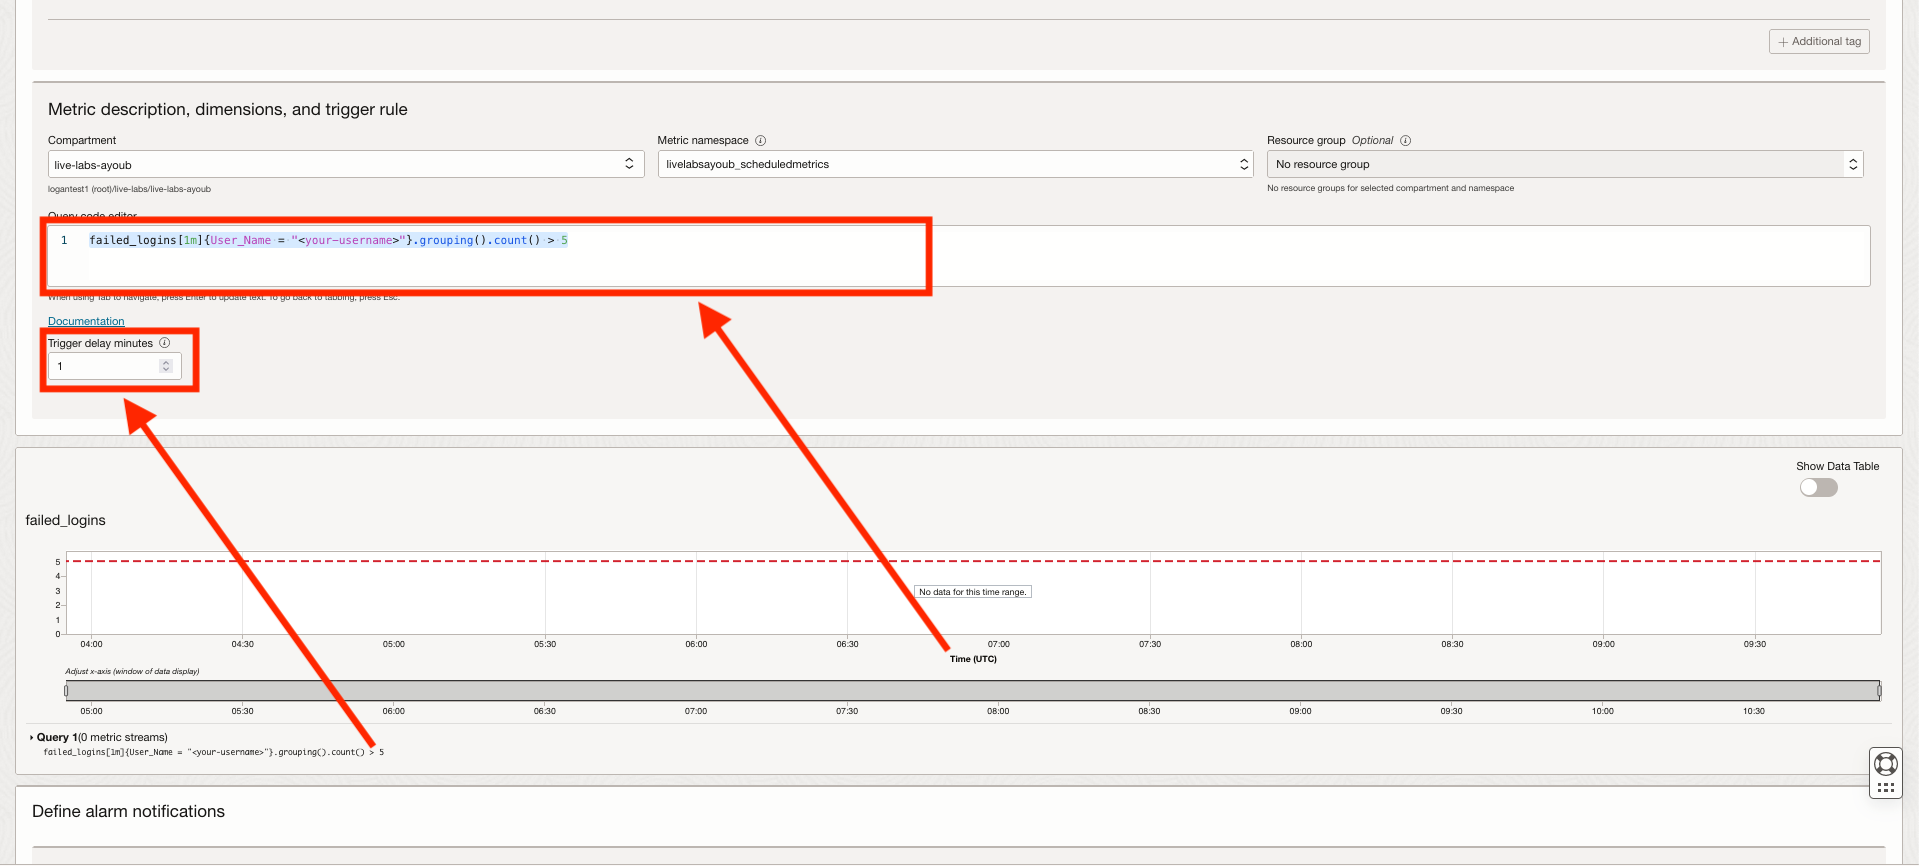 + Additional tag
Metric description, dimensions, and trigger rule
Compartment
Metric namespace
Resource group Optional
live-labs-ayoub
livelabsayoub_scheduledmetrics
No resource group
logantest1 (root)/live-labs/live-labs-ayoub
No resource groups for selected compartment and namespace
Query code editor
1 failed_logins[1m]{User_Name = "<your-username>"}.grouping().count() > 5
When using Tab to navigate, press Enter to update text. To go back to tabbing, press Esc.
Documentation
Trigger delay minutes
1
Show Data Table
failed_logins
5
4
3
2
1
0
No data for this time range.
04:00 04:30 05:00 05:30 06:00 06:30 07:00 07:30 08:00 08:30 09:00 09:30
Time (UTC)
Adjust x-axis (window of data display)
05:00 05:30 06:00 06:30 07:00 07:30 08:00 08:30 09:00 09:30 10:00 10:30
Query 1(0 metric streams)
failed_logins[1m]{User_Name = "<your-username>"}.grouping().count() > 5
Define alarm notifications